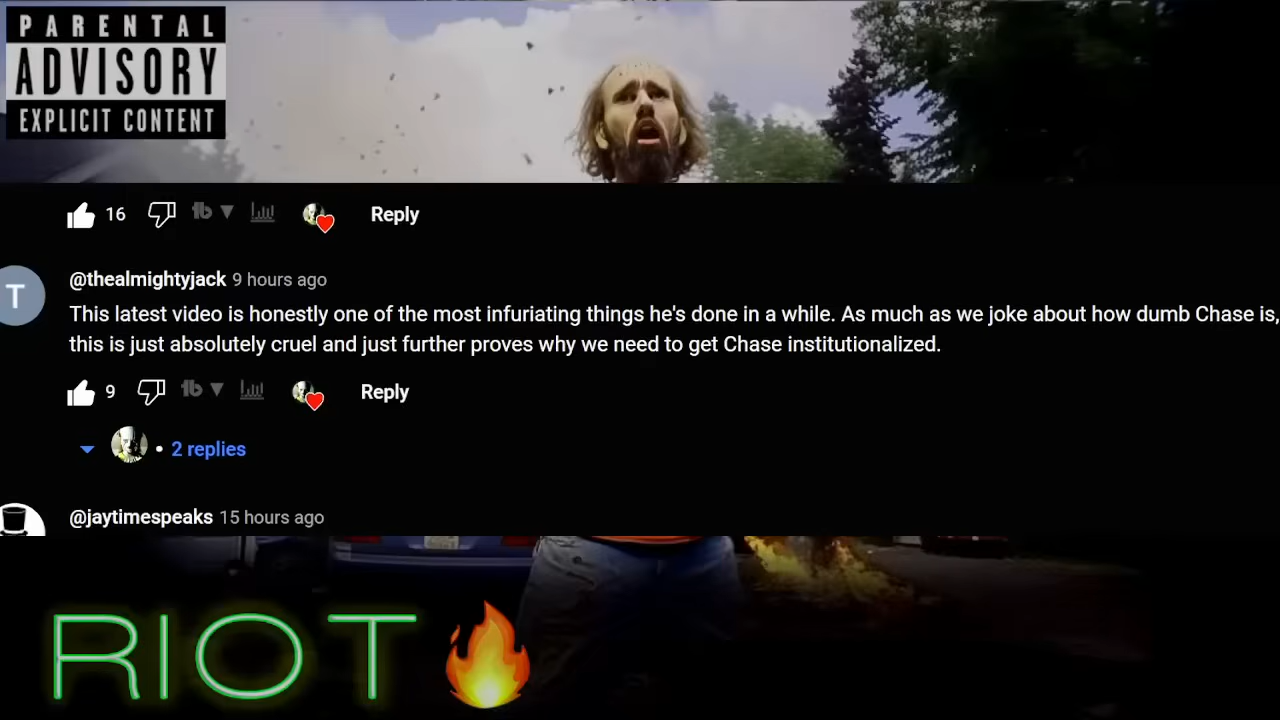 PARENTAL
ADVISORY
EXPLICIT CONTENT
16
Reply
@thealmightyjack 9 hours ago
T
This latest video is honestly one of the most infuriating things he's done in a while. As much as we joke about how dumb Chase is,
this is just absolutely cruel and just further proves why we need to get Chase institutionalized.
9
Reply
• 2 replies
@jaytimespeaks 15 hours ago
RIOT